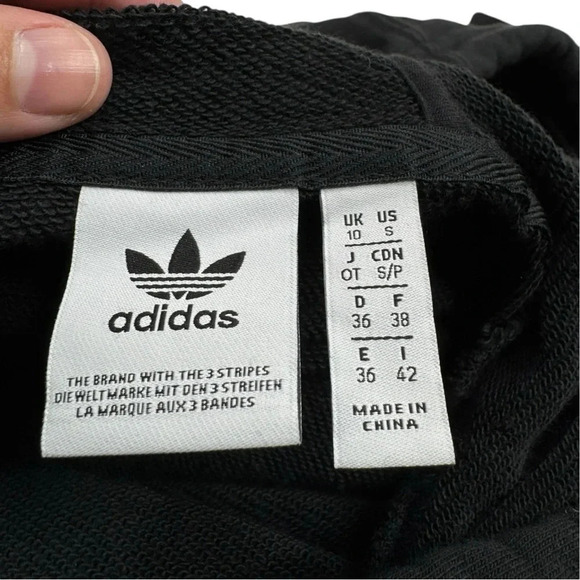 adidas
THE BRAND WITH THE 3 STRIPES
DIE WELTMARKE MIT DEN 3 STREIFEN
LA MARQUE AUX 3 BANDES
UK US
10 S
J CDN
OT S/P
D F
36 38
E I
36 42
MADE IN
CHINA